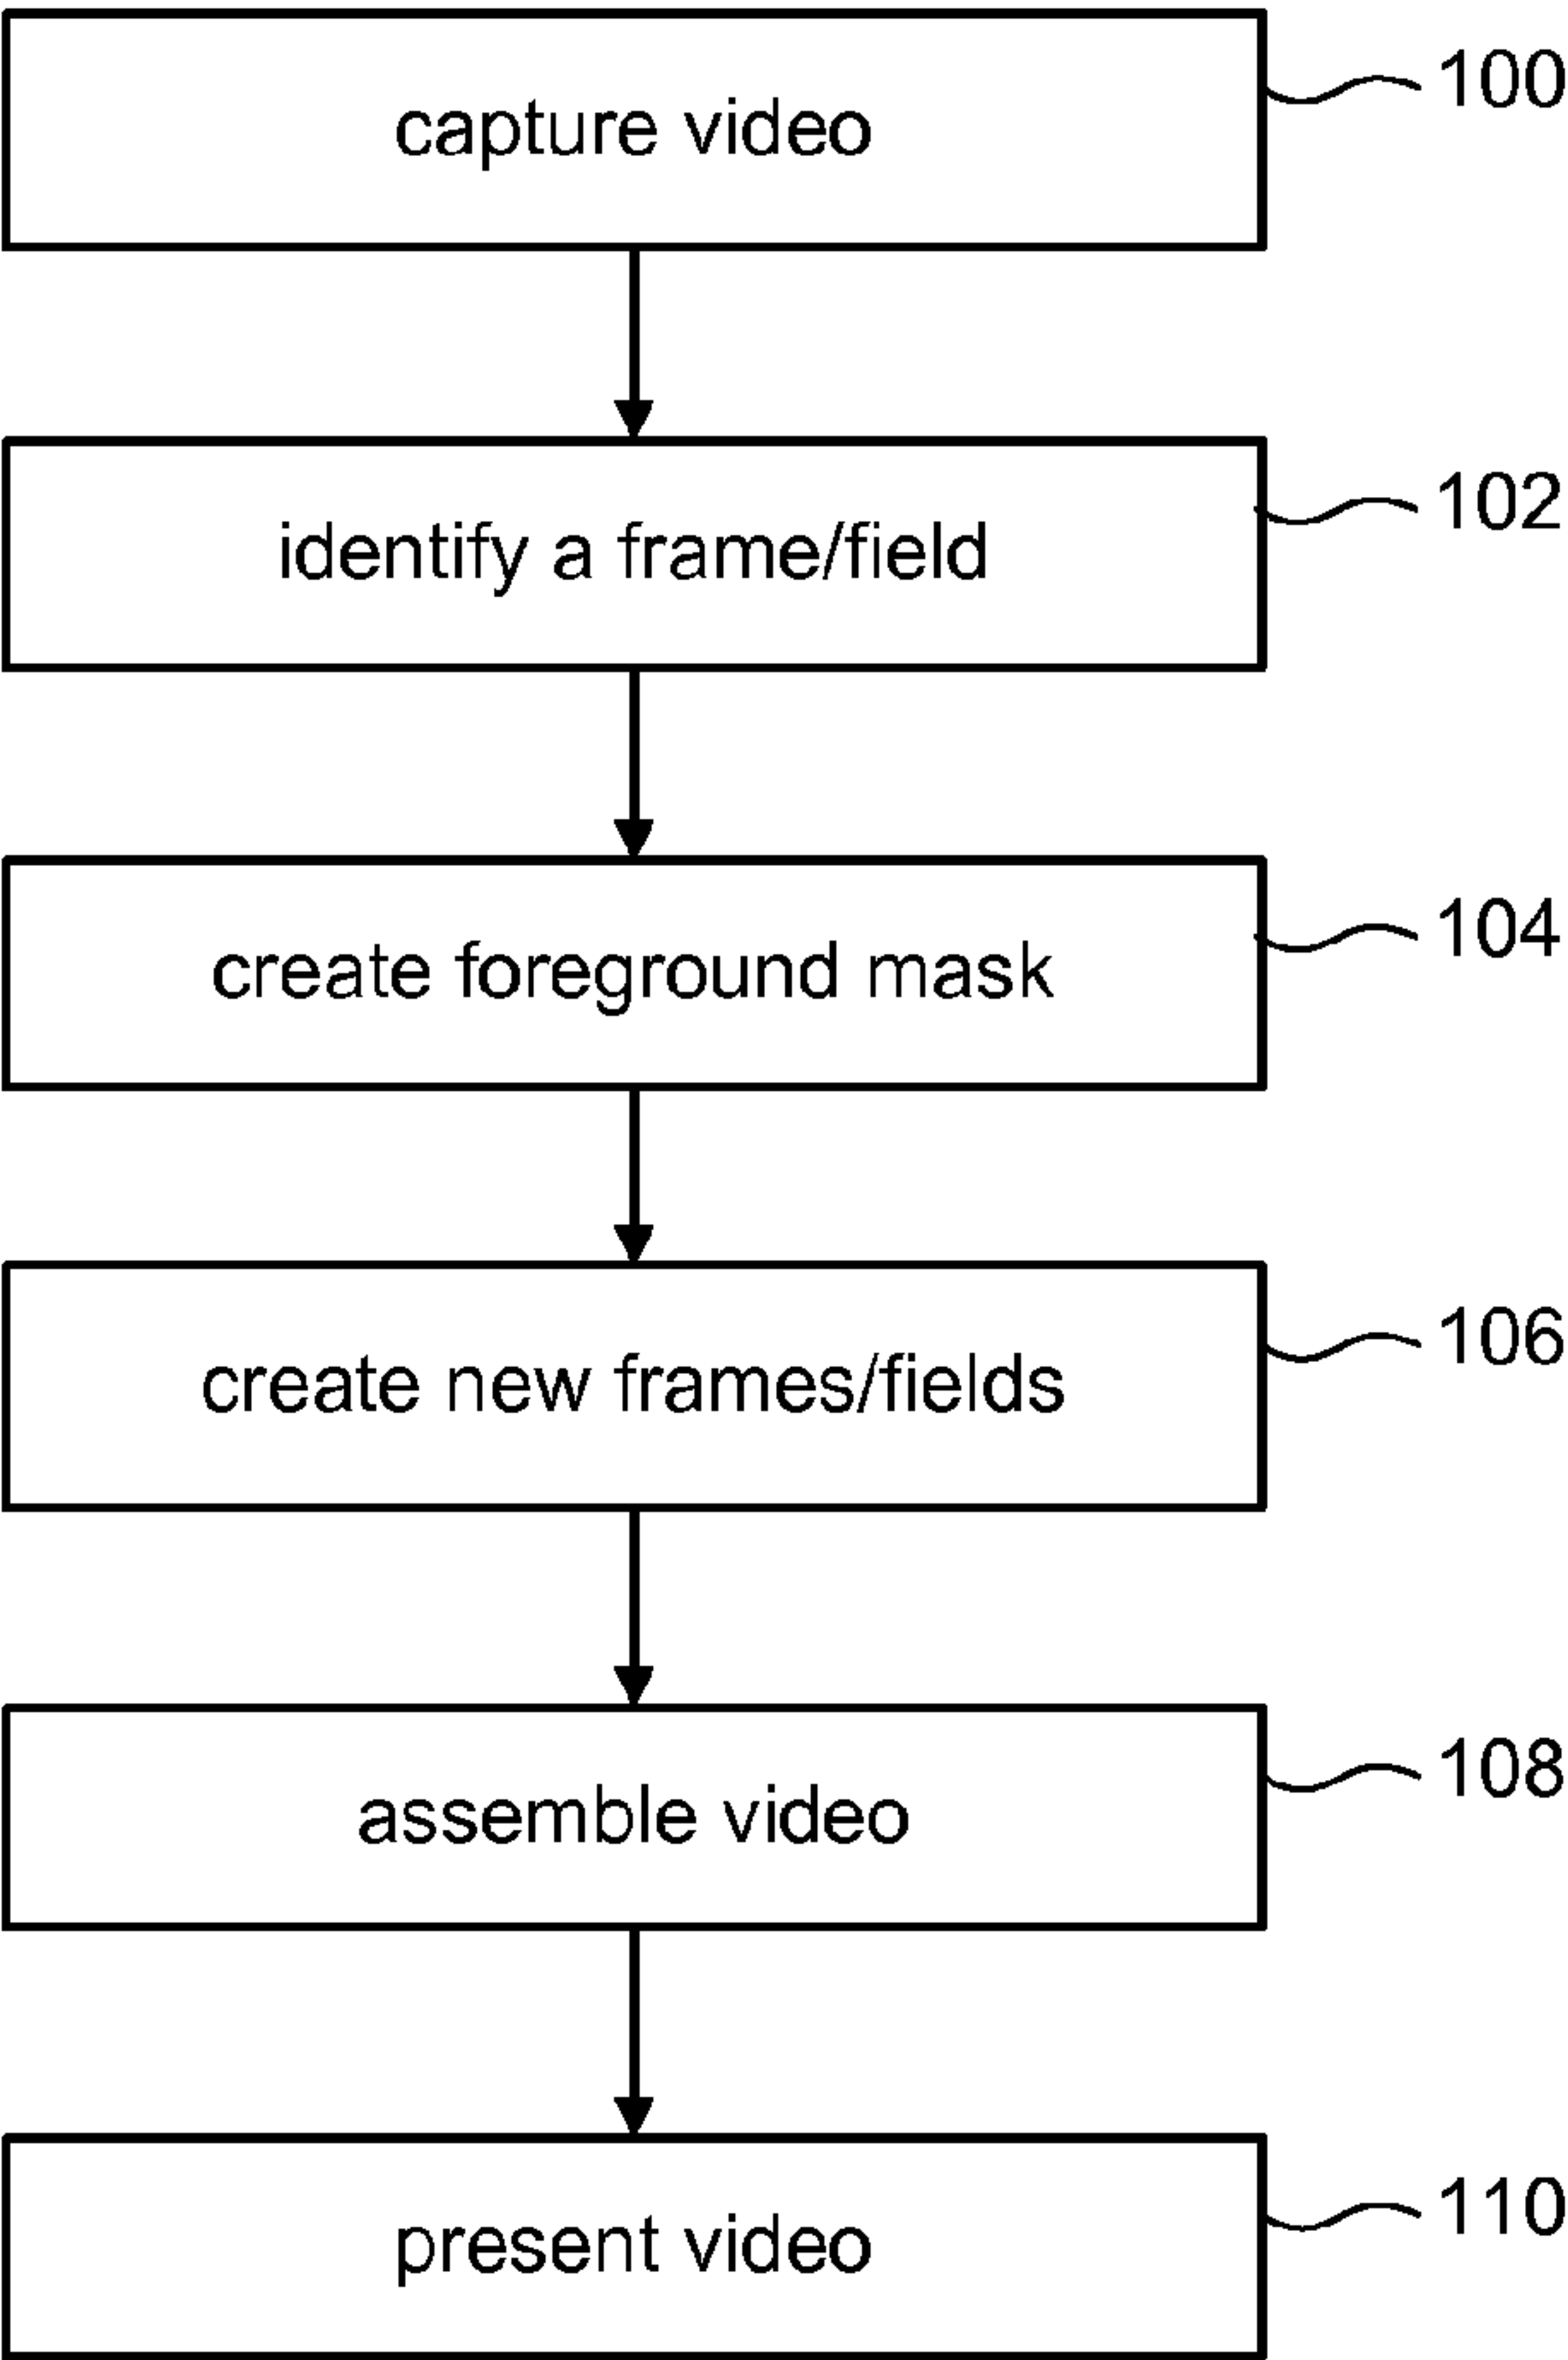 100
capture video
102
identify a frame/field
104
create foreground mask
106
create new frames/fields
108
assemble video
110
present video